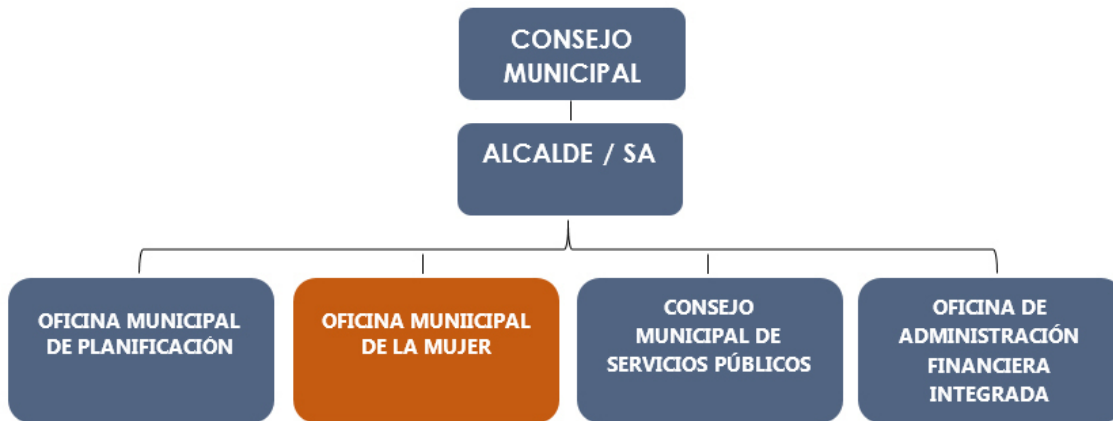 CONSEJO
MUNICIPAL
ALCALDE / SA
OFICINA MUNICIPAL
DE PLANIFICACIÓN
OFICINA MUNIICIPAL
DE LA MUJER
CONSEJO
MUNICIPAL DE
SERVICIOS PÚBLICOS
OFICINA DE
ADMINISTRACIÓN
FINANCIERA
INTEGRADA